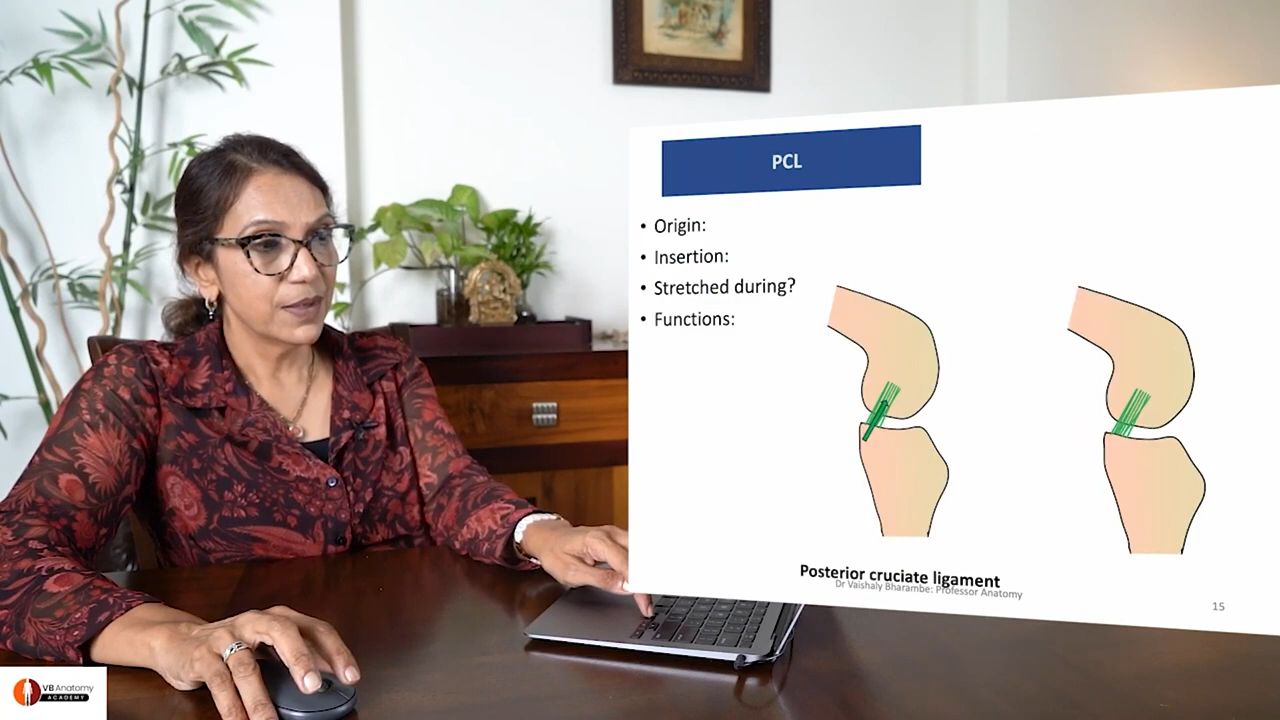 PCL
• Origin:
• Insertion:
• Stretched during?
• Functions:
Posterior cruciate ligament
Dr Vaishaly Bharambe: Professor Anatomy
15
VB Anatomy
ACADEMY